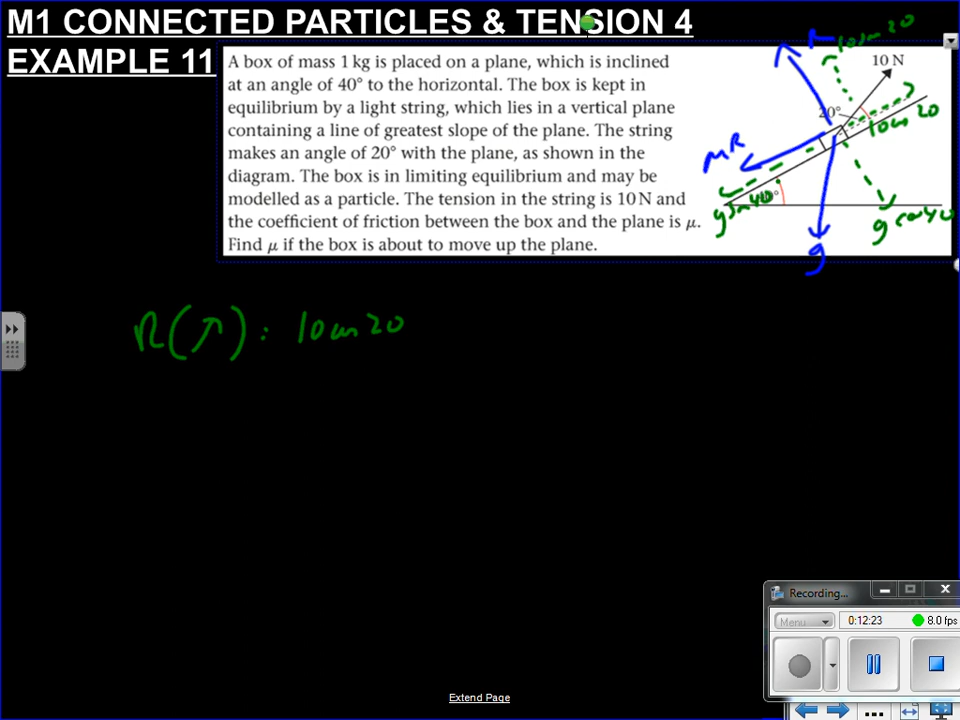 M1 CONNECTED PARTICLES & TENSION 4
EXAMPLE 11
A box of mass 1 kg is placed on a plane, which is inclined
at an angle of 40° to the horizontal. The box is kept in
equilibrium by a light string, which lies in a vertical plane
containing a line of greatest slope of the plane. The string
makes an angle of 20° with the plane, as shown in the
diagram. The box is in limiting equilibrium and may be
modelled as a particle. The tension in the string is 10 N and
the coefficient of friction between the box and the plane is μ.
Find μ if the box is about to move up the plane.
R
10sin20
10 N
20°
10cos20
μR
gsin40
gcos40
g
R(↗): 10cos20
Recording...
Menu
0:12:23
8.0 fps
Extend Page